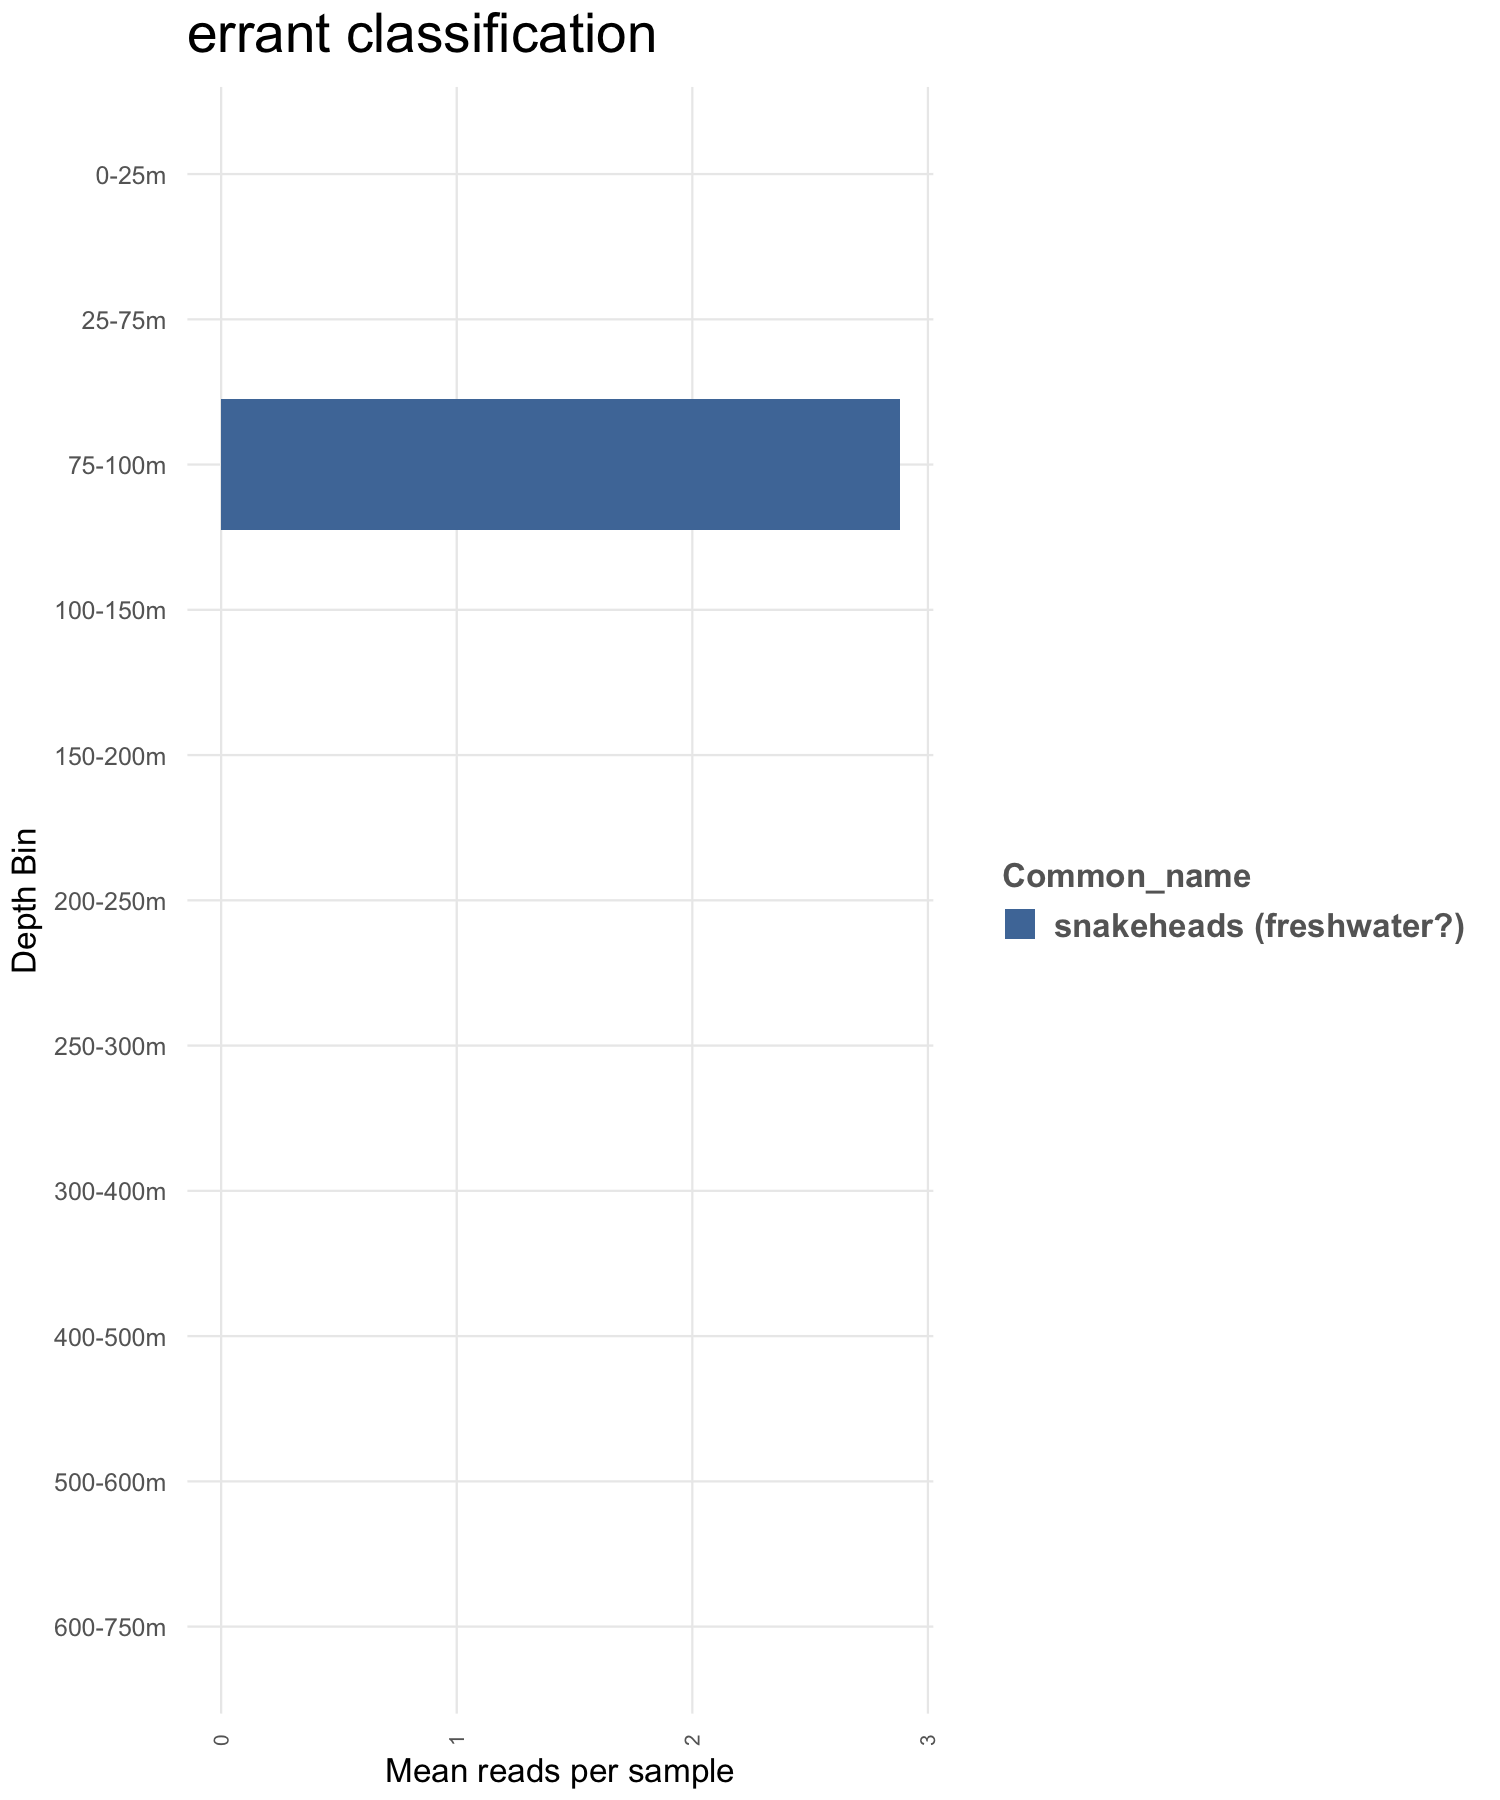 errant classification
0-25m
25-75m
75-100m
100-150m
150-200m
200-250m
250-300m
300-400m
400-500m
500-600m
600-750m
Depth Bin
0
1
2
3
Mean reads per sample
Common_name
snakeheads (freshwater?)